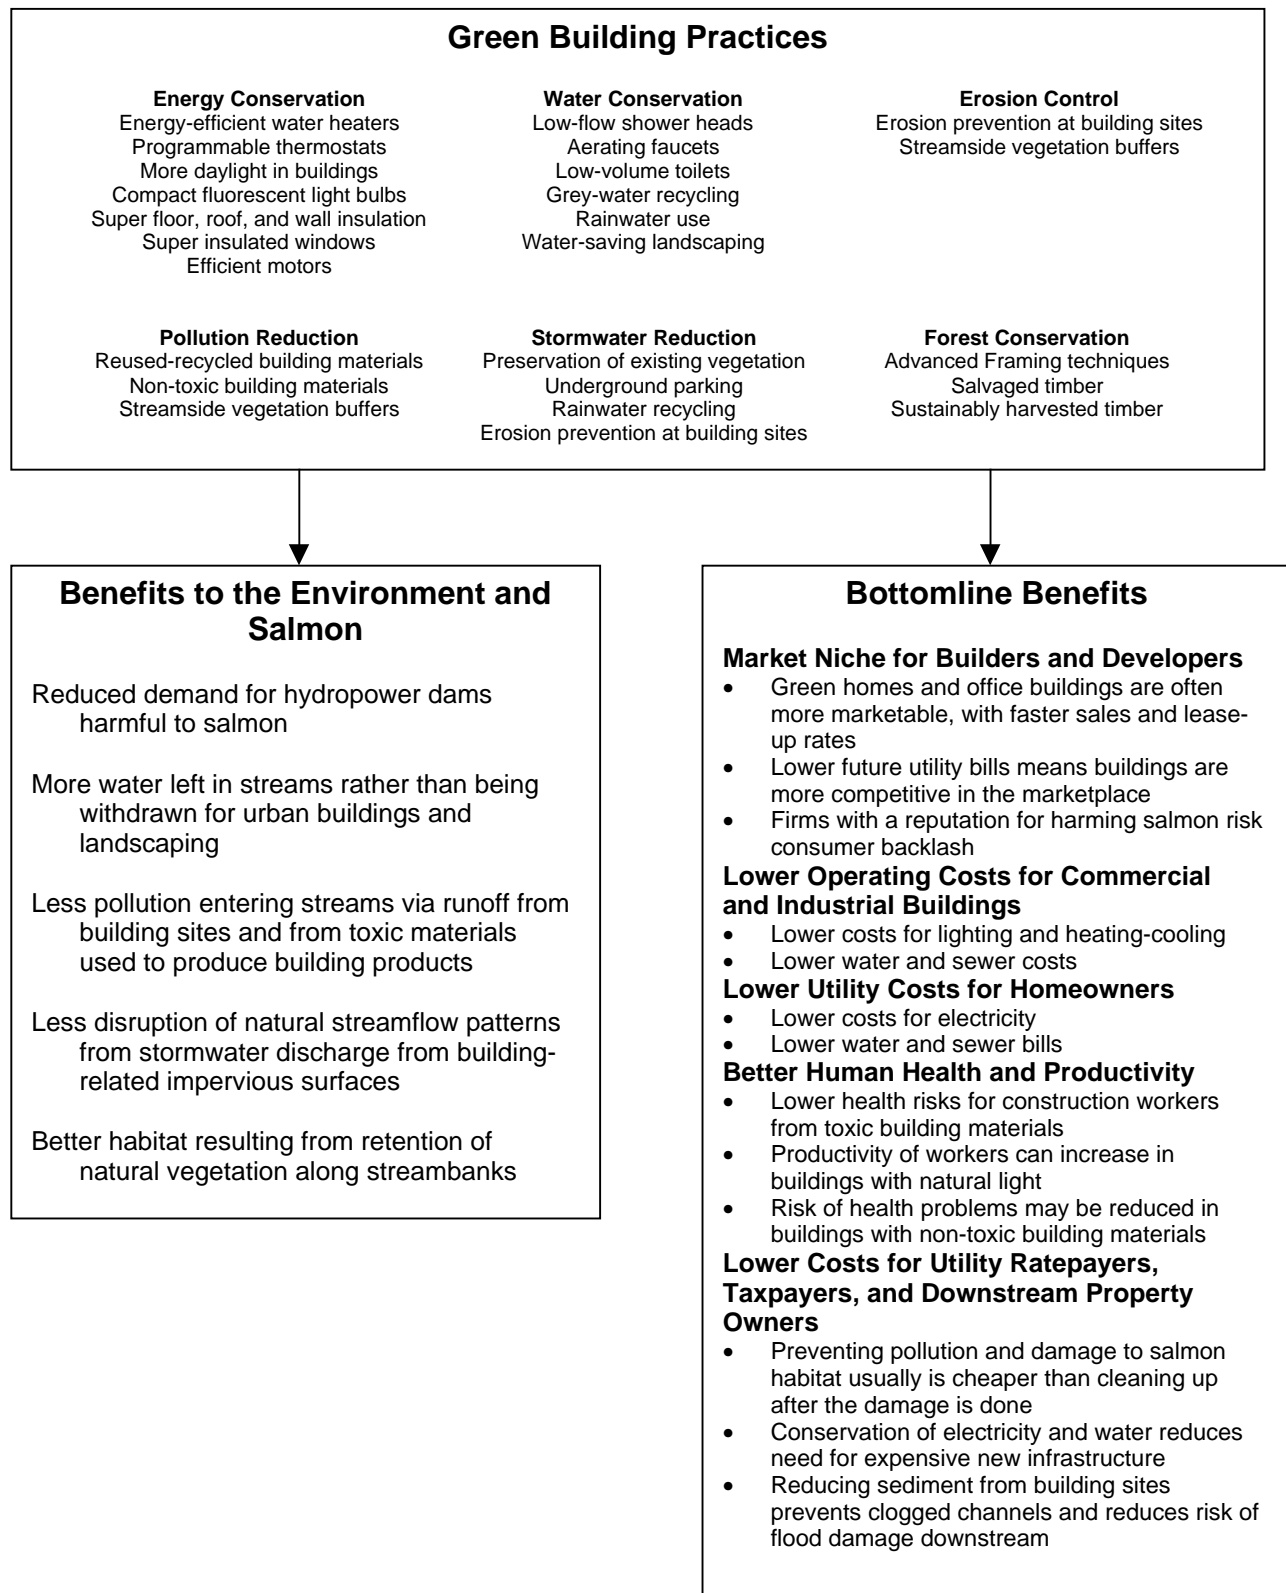 Green Building Practices
Energy Conservation
Energy-efficient water heaters
Programmable thermostats
More daylight in buildings
Compact fluorescent light bulbs
Super floor, roof, and wall insulation
Super insulated windows
Efficient motors
Water Conservation
Low-flow shower heads
Aerating faucets
Low-volume toilets
Grey-water recycling
Rainwater use
Water-saving landscaping
Erosion Control
Erosion prevention at building sites
Streamside vegetation buffers
Pollution Reduction
Reused-recycled building materials
Non-toxic building materials
Streamside vegetation buffers
Stormwater Reduction
Preservation of existing vegetation
Underground parking
Rainwater recycling
Erosion prevention at building sites
Forest Conservation
Advanced Framing techniques
Salvaged timber
Sustainably harvested timber
Benefits to the Environment and
Salmon
Reduced demand for hydropower dams
harmful to salmon
More water left in streams rather than being
withdrawn for urban buildings and
landscaping
Less pollution entering streams via runoff from
building sites and from toxic materials
used to produce building products
Less disruption of natural streamflow patterns
from stormwater discharge from building-
related impervious surfaces
Better habitat resulting from retention of
natural vegetation along streambanks
Bottomline Benefits
Market Niche for Builders and Developers
• Green homes and office buildings are often
more marketable, with faster sales and lease-
up rates
• Lower future utility bills means buildings are
more competitive in the marketplace
• Firms with a reputation for harming salmon risk
consumer backlash
Lower Operating Costs for Commercial
and Industrial Buildings
• Lower costs for lighting and heating-cooling
• Lower water and sewer costs
Lower Utility Costs for Homeowners
• Lower costs for electricity
• Lower water and sewer bills
Better Human Health and Productivity
• Lower health risks for construction workers
from toxic building materials
• Productivity of workers can increase in
buildings with natural light
• Risk of health problems may be reduced in
buildings with non-toxic building materials
Lower Costs for Utility Ratepayers,
Taxpayers, and Downstream Property
Owners
• Preventing pollution and damage to salmon
habitat usually is cheaper than cleaning up
after the damage is done
• Conservation of electricity and water reduces
need for expensive new infrastructure
• Reducing sediment from building sites
prevents clogged channels and reduces risk of
flood damage downstream